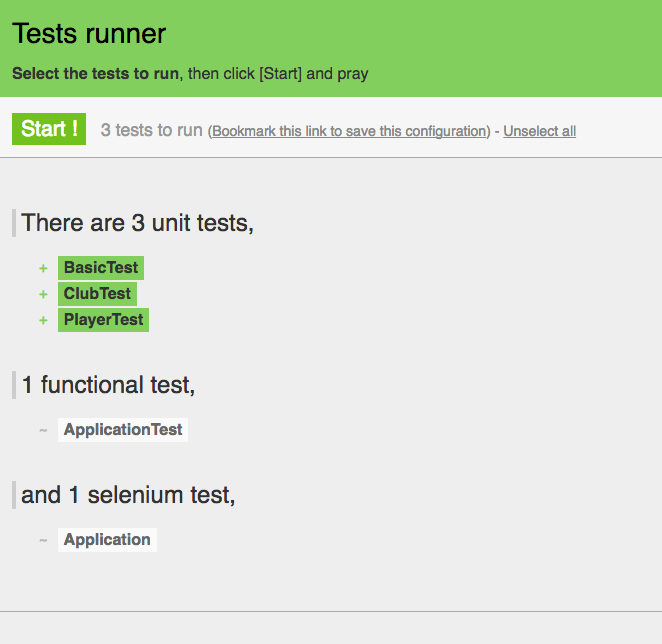 Tests runner
Select the tests to run, then click [Start] and pray
Start ! 3 tests to run (Bookmark this link to save this configuration) - Unselect all
There are 3 unit tests,
+ BasicTest
+ ClubTest
+ PlayerTest
1 functional test,
~ ApplicationTest
and 1 selenium test,
~ Application